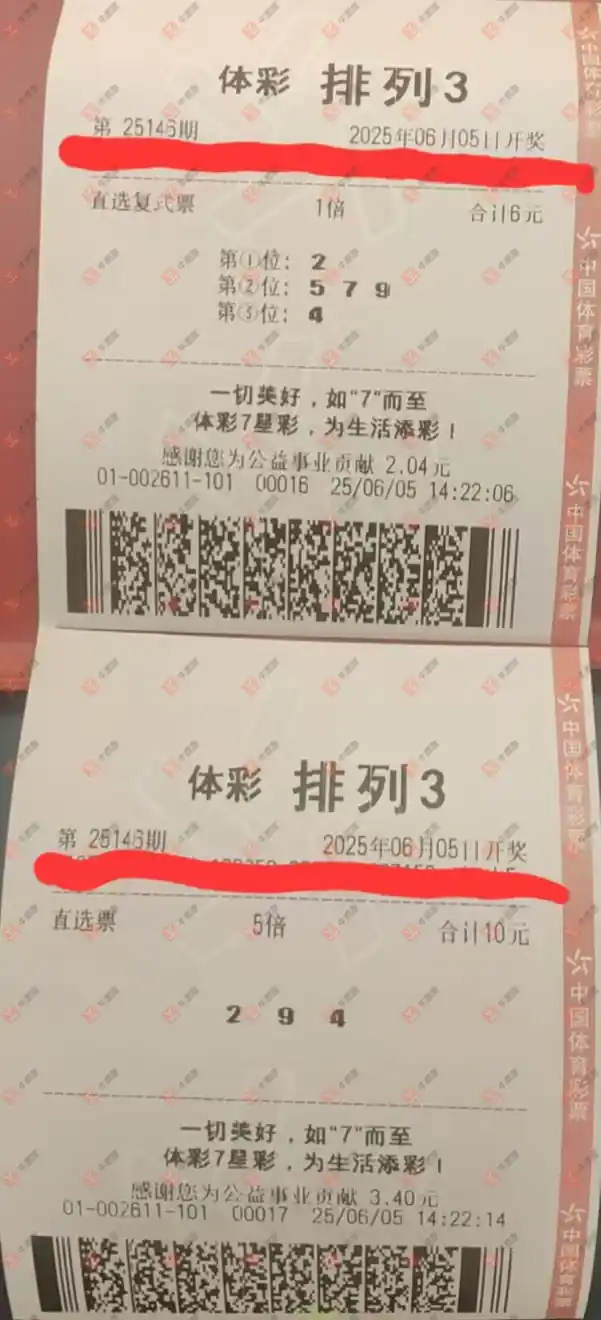 体彩 排列3
第 25146期 2025年06月05日开奖
直选复式票 1倍 合计6元
第①位: 2
第②位: 5 7 9
第③位: 4
一切美好，如"7"而至
体彩7星彩，为生活添彩！
感谢您为公益事业贡献 2.04元
01-002611-101 00016 25/06/05 14:22:06
中国体育彩票
中国体育彩票
体彩 排列3
第 25146期 2025年06月05日开奖
直选票 5倍 合计10元
2 9 4
一切美好，如"7"而至
体彩7星彩，为生活添彩！
感谢您为公益事业贡献 3.40元
01-002611-101 00017 25/06/05 14:22:14
中国体育彩票
中国体育彩票